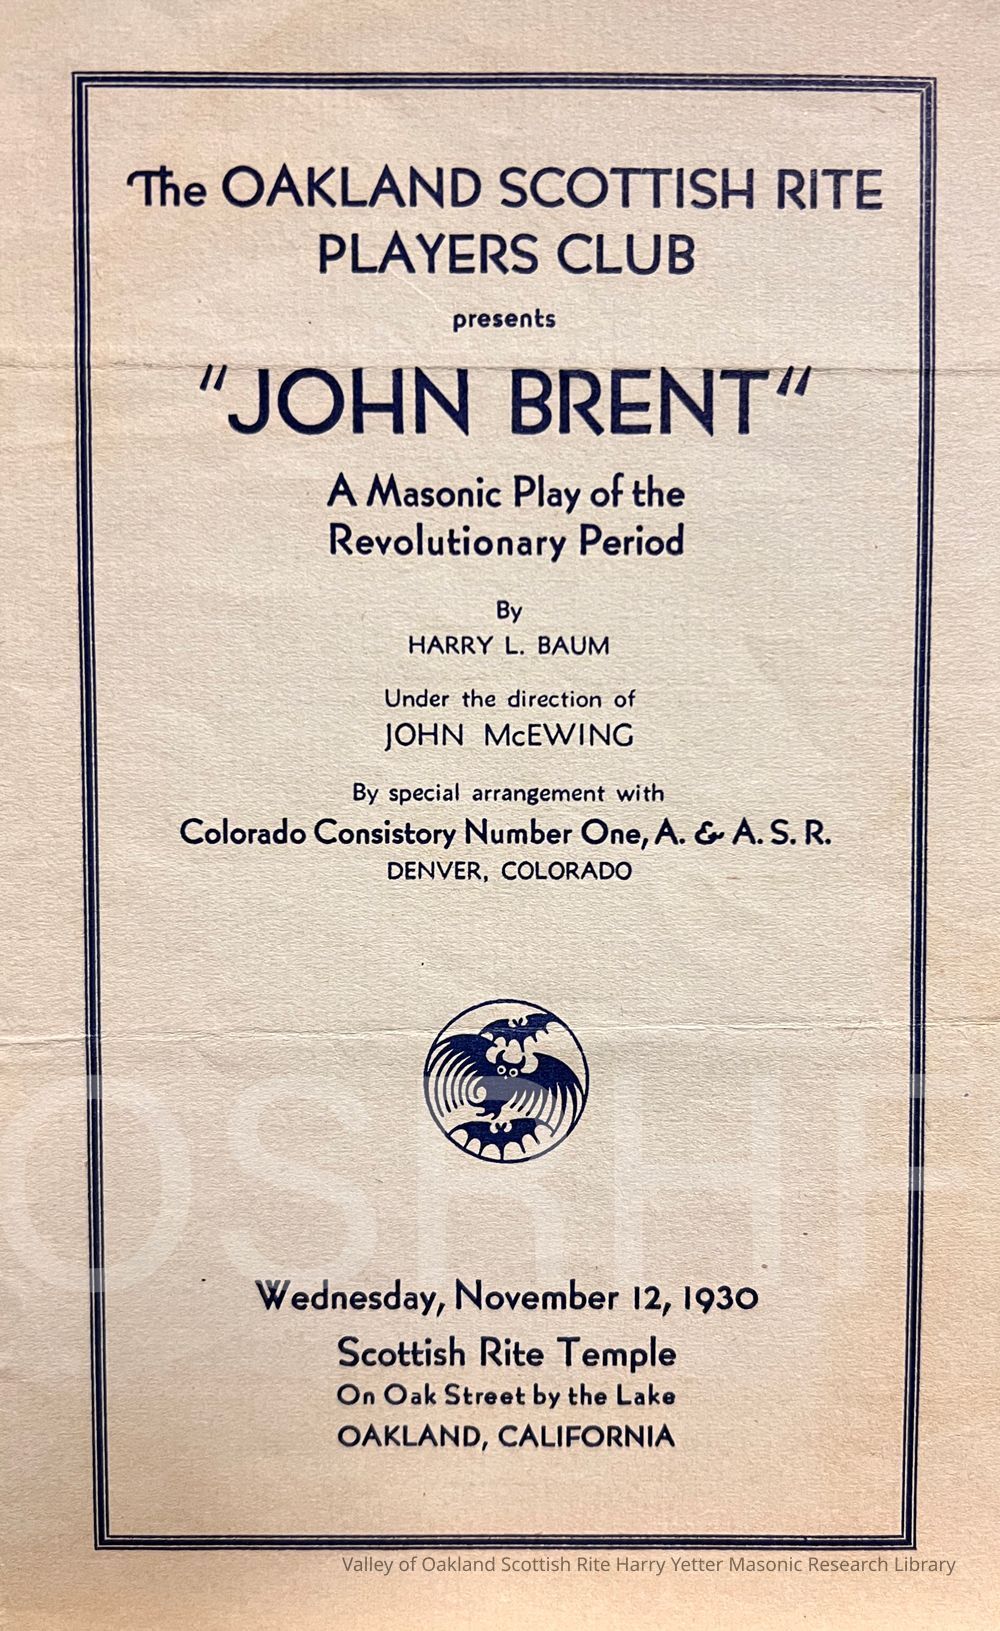 The OAKLAND SCOTTISH RITE
PLAYERS CLUB
presents
"JOHN BRENT"
A Masonic Play of the
Revolutionary Period
By
HARRY L. BAUM
Under the direction of
JOHN McEWING
By special arrangement with
Colorado Consistory Number One, A. & A. S. R.
DENVER, COLORADO
OSRH
Wednesday, November 12, 1930
Scottish Rite Temple
On Oak Street by the Lake
OAKLAND, CALIFORNIA
Valley of Oakland Scottish Rite Harry Yetter Masonic Research Library